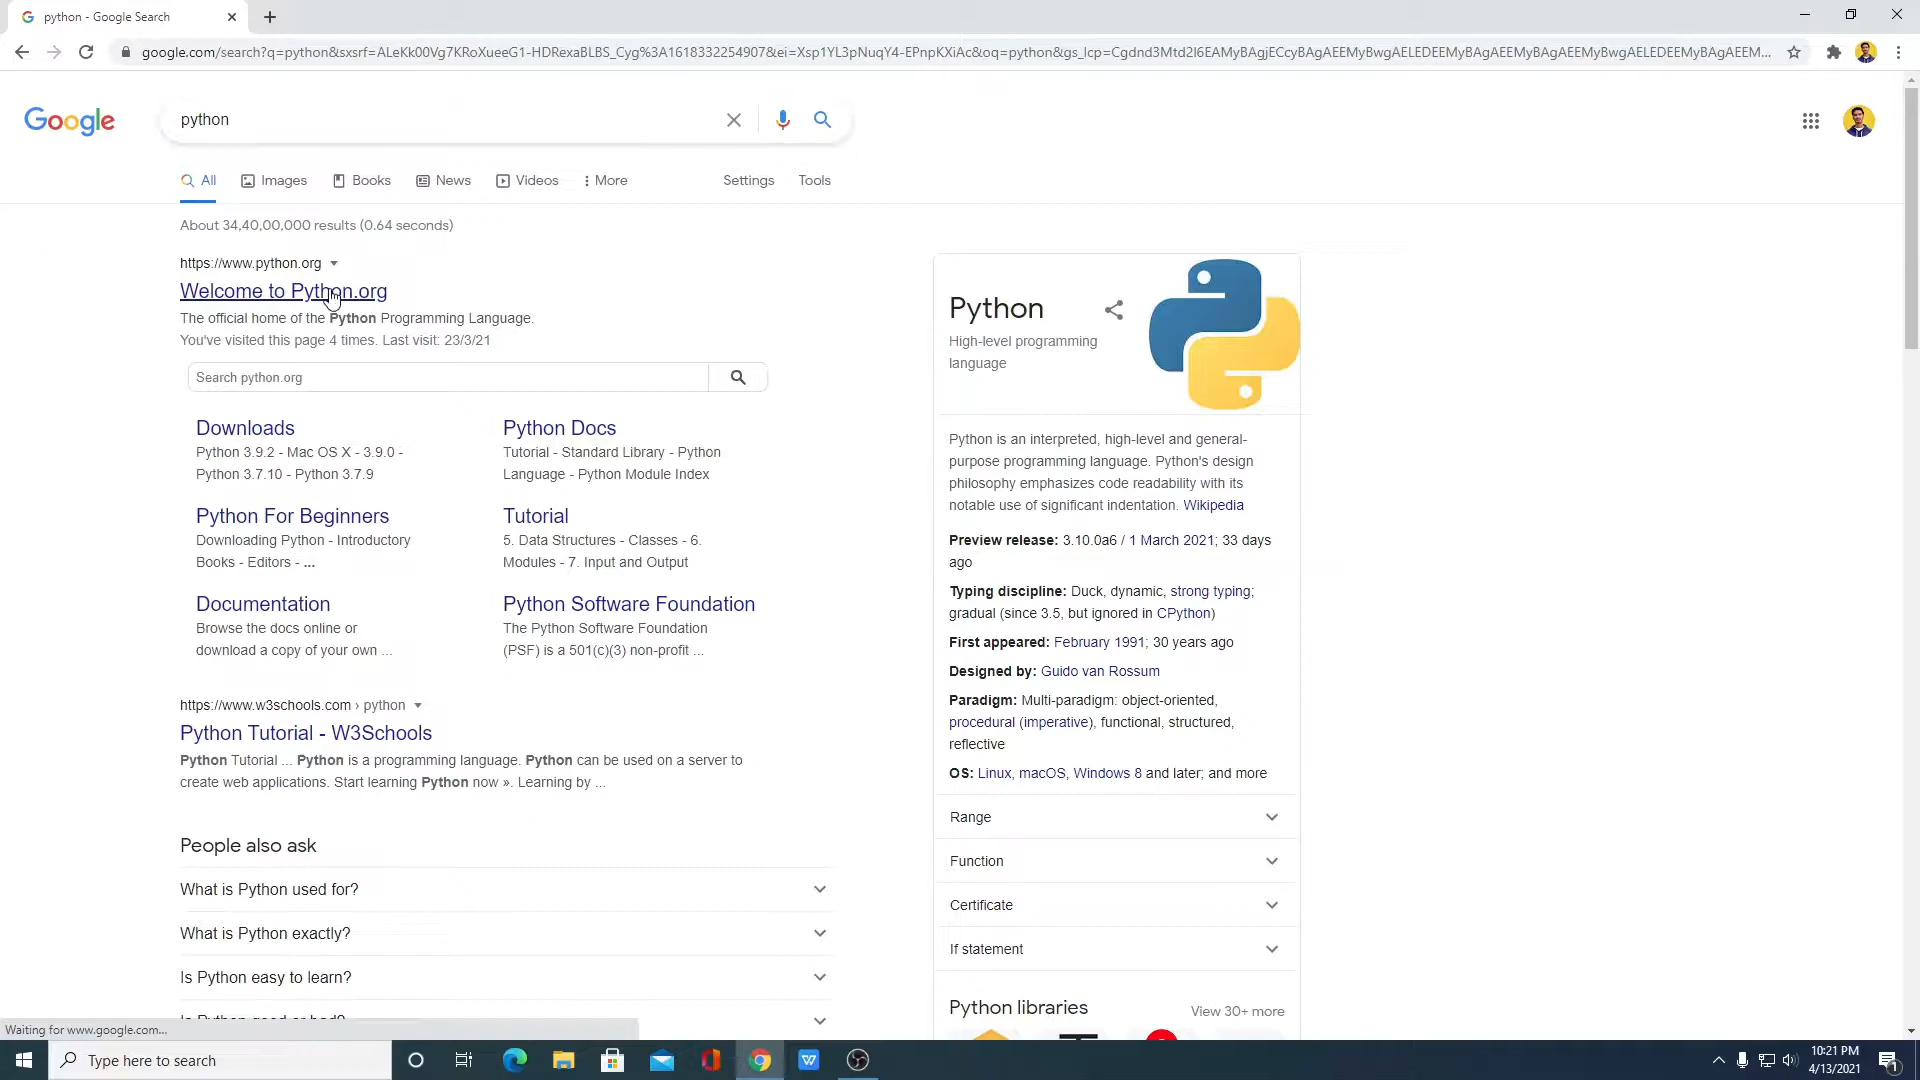 python - Google Search
google.com/search?q=python&sxsrf=ALeKk00Vg7KRoXueeG1-HDRexaBLBS_Cyg%3A1618332254907&ei=Xsp1YL3pNuqY4-EPnpKXiAc&oq=python&gs_lcp=Cgdnd3Mtd2l6EAMyBAgjECcyBAgAEEMyBwgAELEDEEMyBAgAEEMyBAgAEEMyBwgAELEDEEMyBAgAEEM...
Google
python
All Images Books News Videos More Settings Tools
About 34,40,00,000 results (0.64 seconds)
https://www.python.org
Welcome to Python.org
The official home of the Python Programming Language.
You've visited this page 4 times. Last visit: 23/3/21
Search python.org
Downloads
Python 3.9.2 - Mac OS X - 3.9.0 -
Python 3.7.10 - Python 3.7.9
Python Docs
Tutorial - Standard Library - Python
Language - Python Module Index
Python For Beginners
Downloading Python - Introductory
Books - Editors - ...
Tutorial
5. Data Structures - Classes - 6.
Modules - 7. Input and Output
Documentation
Browse the docs online or
download a copy of your own ...
Python Software Foundation
The Python Software Foundation
(PSF) is a 501(c)(3) non-profit ...
https://www.w3schools.com › python
Python Tutorial - W3Schools
Python Tutorial ... Python is a programming language. Python can be used on a server to
create web applications. Start learning Python now ». Learning by ...
People also ask
What is Python used for?
What is Python exactly?
Is Python easy to learn?
Is Python good or bad?
Python
High-level programming
language
Python is an interpreted, high-level and general-
purpose programming language. Python's design
philosophy emphasizes code readability with its
notable use of significant indentation. Wikipedia
Preview release: 3.10.0a6 / 1 March 2021; 33 days
ago
Typing discipline: Duck, dynamic, strong typing;
gradual (since 3.5, but ignored in CPython)
First appeared: February 1991; 30 years ago
Designed by: Guido van Rossum
Paradigm: Multi-paradigm: object-oriented,
procedural (imperative), functional, structured,
reflective
OS: Linux, macOS, Windows 8 and later; and more
Range
Function
Certificate
If statement
Python libraries
View 30+ more
Waiting for www.google.com...
Type here to search
10:21 PM
4/13/2021
1